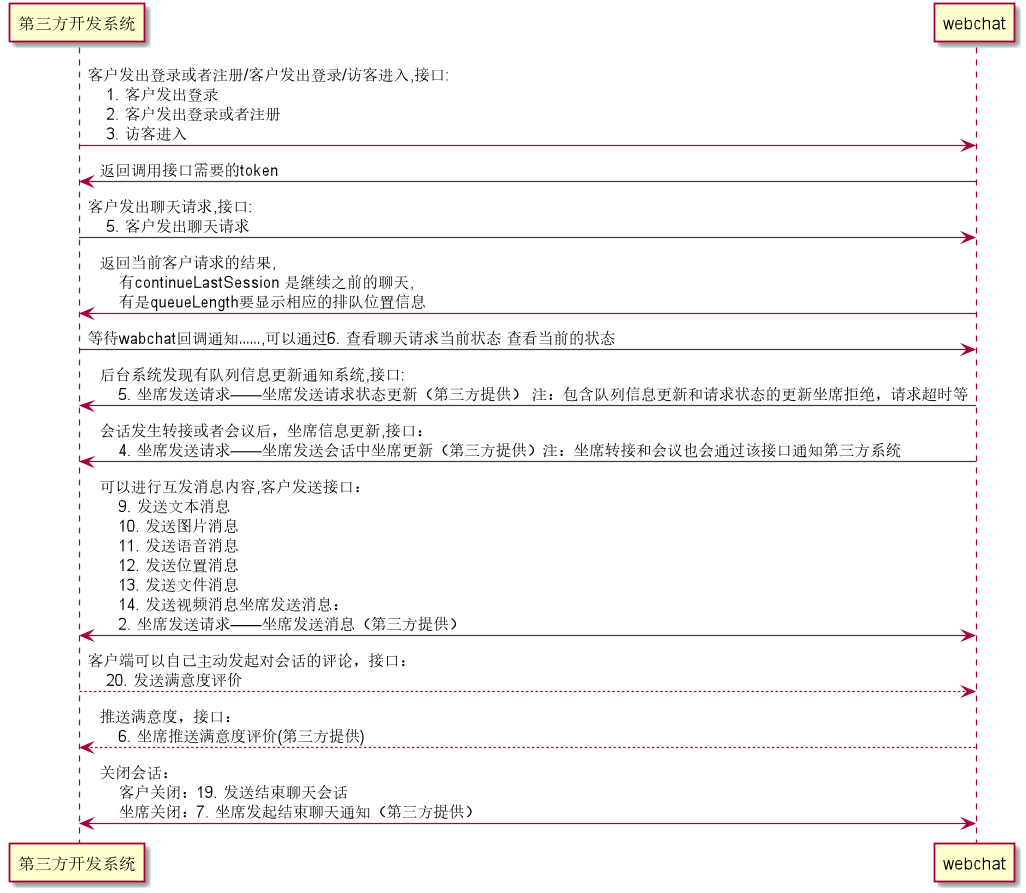 第三方开发系统
webchat
客户发出登录或者注册/客户发出登录/访客进入,接口:
1. 客户发出登录
2. 客户发出登录或者注册
3. 访客进入
返回调用接口需要的token
客户发出聊天请求,接口:
5. 客户发出聊天请求
返回当前客户请求的结果,
有continueLastSession 是继续之前的聊天,
有是queueLength要显示相应的排队位置信息
等待wabchat回调通知......,可以通过6. 查看聊天请求当前状态 查看当前的状态
后台系统发现有队列信息更新通知系统,接口:
5. 坐席发送请求——坐席发送请求状态更新（第三方提供） 注：包含队列信息更新和请求状态的更新坐席拒绝，请求超时等
会话发生转接或者会议后，坐席信息更新,接口：
4. 坐席发送请求——坐席发送会话中坐席更新（第三方提供）注：坐席转接和会议也会通过该接口通知第三方系统
可以进行互发消息内容,客户发送接口：
9. 发送文本消息
10. 发送图片消息
11. 发送语音消息
12. 发送位置消息
13. 发送文件消息
14. 发送视频消息坐席发送消息：
2. 坐席发送请求——坐席发送消息（第三方提供）
客户端可以自己主动发起对会话的评论，接口：
20. 发送满意度评价
推送满意度，接口：
6. 坐席推送满意度评价(第三方提供)
关闭会话：
客户关闭：19. 发送结束聊天会话
坐席关闭：7. 坐席发起结束聊天通知（第三方提供）
第三方开发系统
webchat